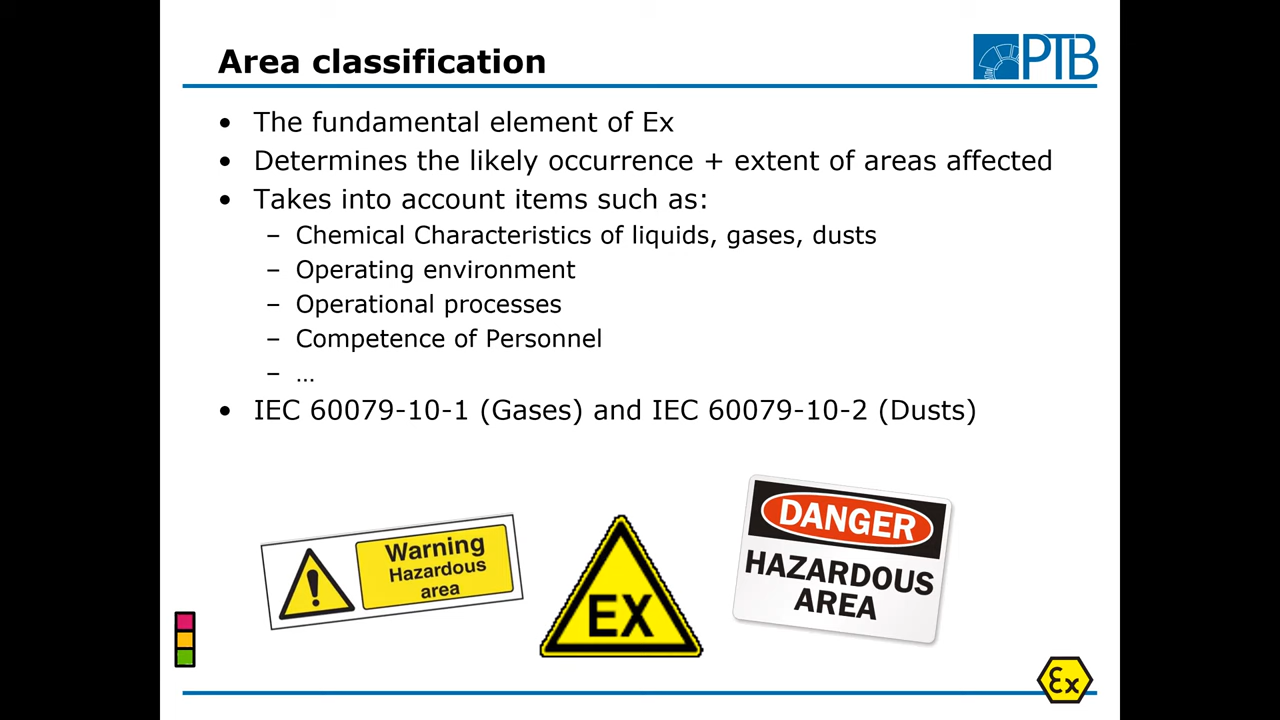 Area classification
PTB
• The fundamental element of Ex
• Determines the likely occurrence + extent of areas affected
• Takes into account items such as:
– Chemical Characteristics of liquids, gases, dusts
– Operating environment
– Operational processes
– Competence of Personnel
– …
• IEC 60079-10-1 (Gases) and IEC 60079-10-2 (Dusts)
Warning
Hazardous
area
EX
DANGER
HAZARDOUS
AREA
Ex